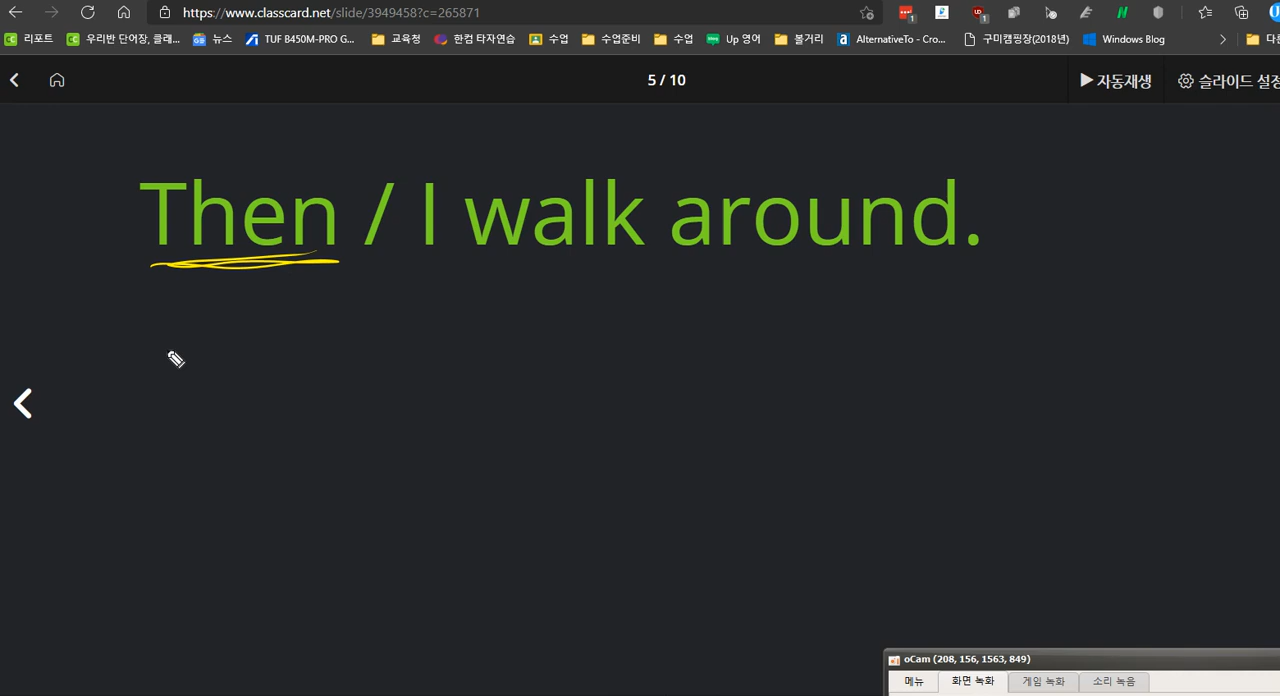 https://www.classcard.net/slide/3949458?c=265871
리포트 우리반 단어장, 클래... 뉴스 TUF B450M-PRO G... 교육청 한컴 타자연습 수업 수업준비 수업 Up 영어 볼거리 AlternativeTo - Cro... 구미캠핑장(2018년) Windows Blog 다른
5 / 10 자동재생 슬라이드 설정
Then / I walk around.
oCam (208, 156, 1563, 849)
메뉴 화면 녹화 게임 녹화 소리 녹음